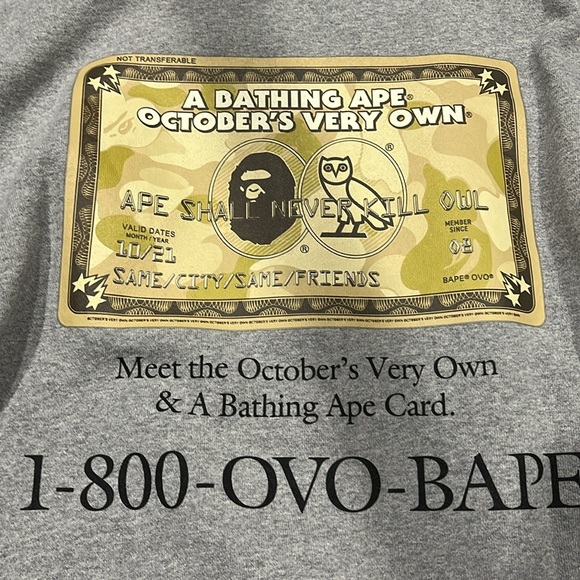 NOT TRANSFERABLE
A BATHING APE®
OCTOBER'S VERY OWN®
APE SHALL NEVER KILL OWL
VALID DATES
MONTH / YEAR
10/21
MEMBER
SINCE
08
SAME/CITY/SAME/FRIENDS
BAPE® OVO®
Meet the October's Very Own
& A Bathing Ape Card.
1-800-OVO-BAPE